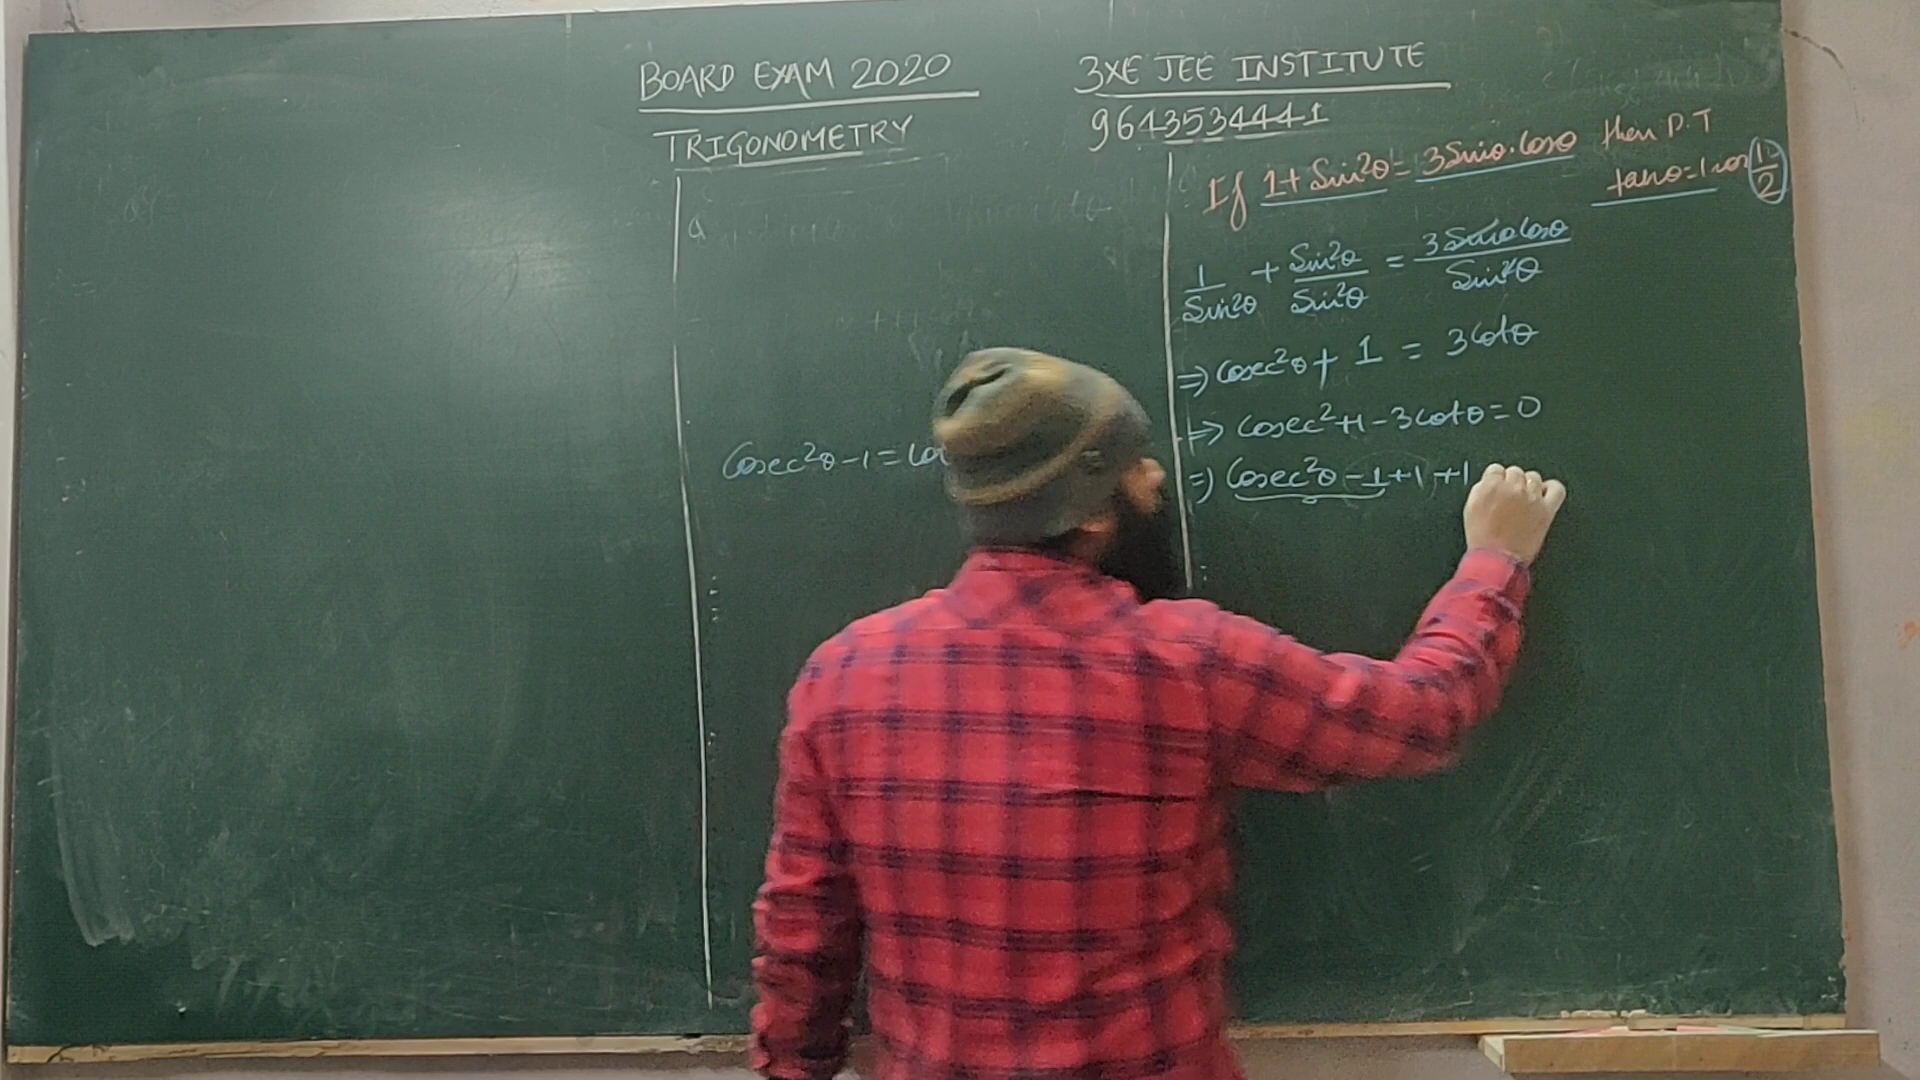 BOARD EXAM 2020
TRIGONOMETRY
3XE JEE INSTITUTE
9643534441
If 1 + Sin²θ = 3Sinθ.Cosθ then P.T
tanθ = 1 or 1/2
1/Sin²θ + Sin²θ/Sin²θ = 3SinθCosθ/Sin²θ
⇒ Cosec²θ + 1 = 3Cotθ
⇒ Cosec²+1-3Cotθ = 0
⇒ Cosec²θ -1+1+1
Cosec²θ-1 =